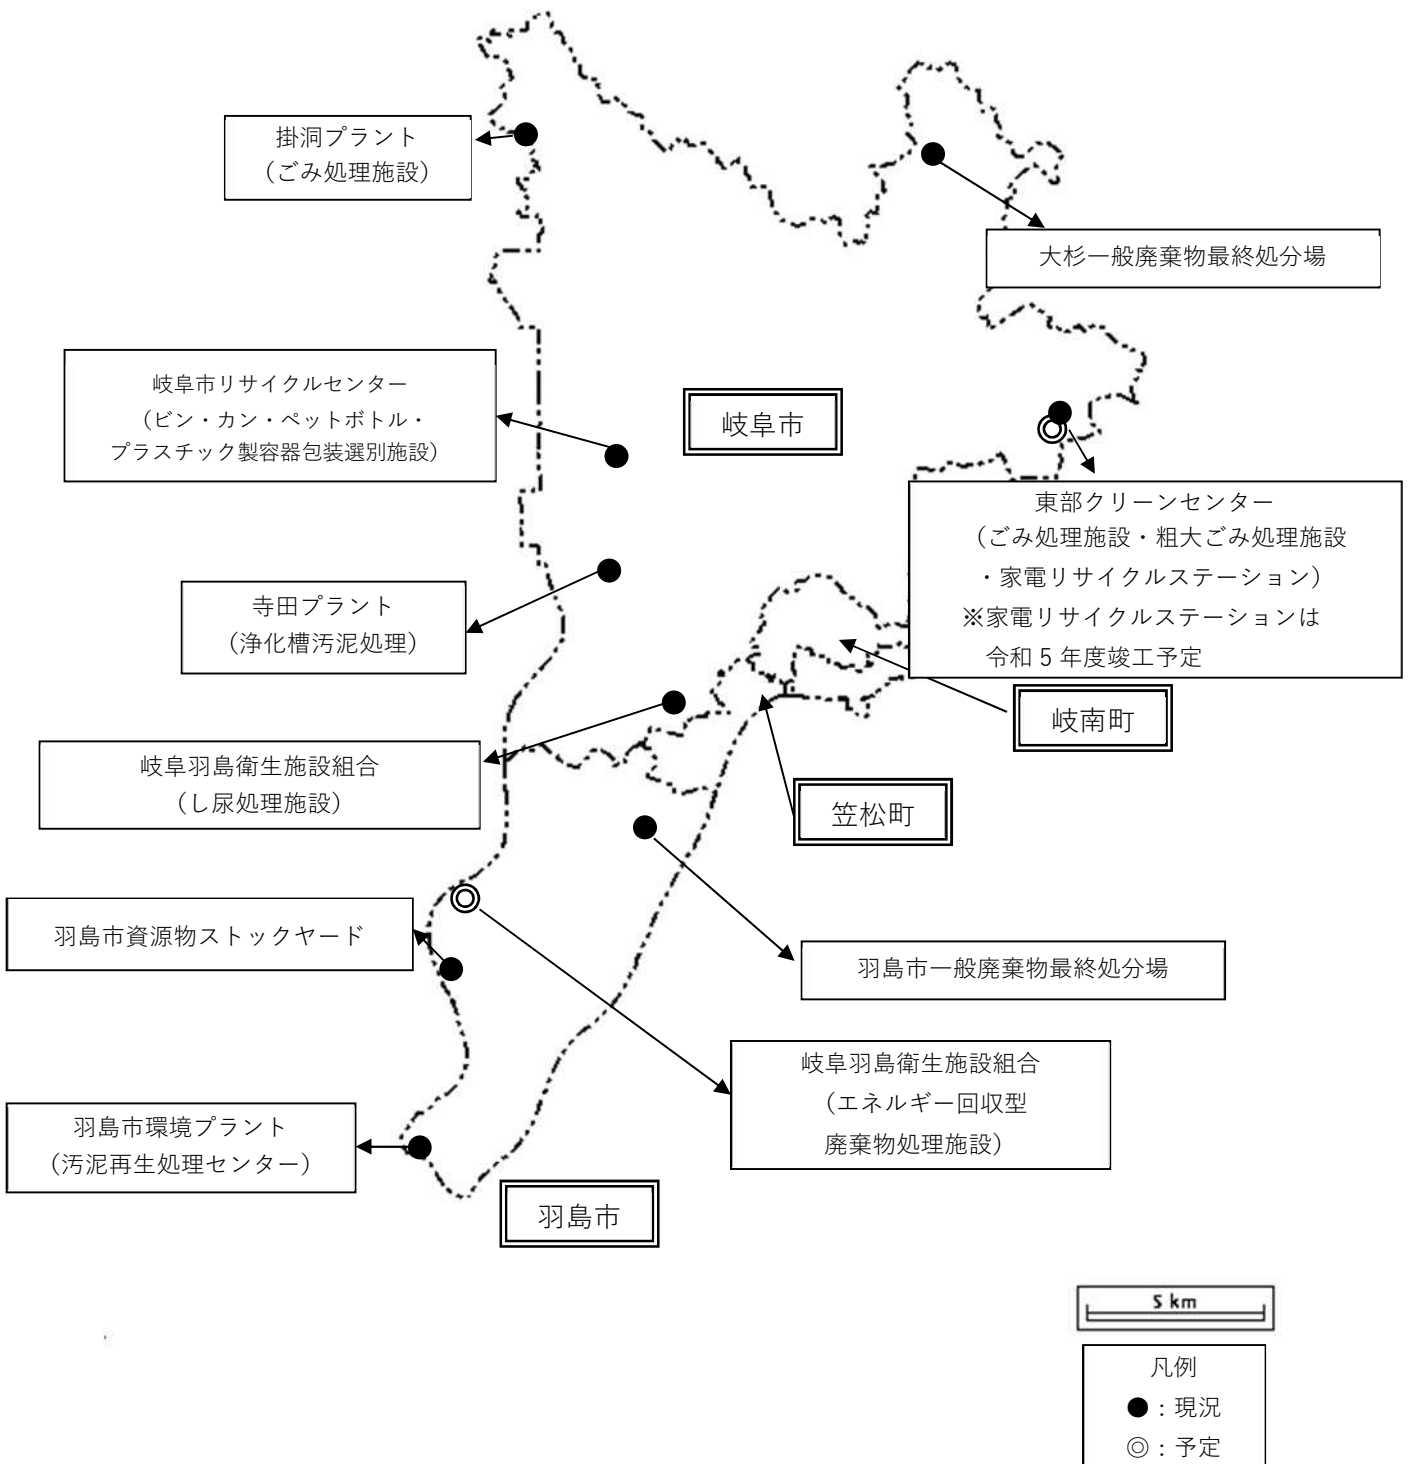 掛洞プラント
（ごみ処理施設）
大杉一般廃棄物最終処分場
岐阜市リサイクルセンター
（ビン・カン・ペットボトル・
プラスチック製容器包装選別施設）
岐阜市
東部クリーンセンター
（ごみ処理施設・粗大ごみ処理施設
・家電リサイクルステーション）
※家電リサイクルステーションは
令和５年度竣工予定
寺田プラント
（浄化槽汚泥処理）
岐南町
岐阜羽島衛生施設組合
（し尿処理施設）
笠松町
羽島市資源物ストックヤード
羽島市一般廃棄物最終処分場
岐阜羽島衛生施設組合
（エネルギー回収型
廃棄物処理施設）
羽島市環境プラント
（汚泥再生処理センター）
羽島市
5 km
凡例
●：現況
◎：予定